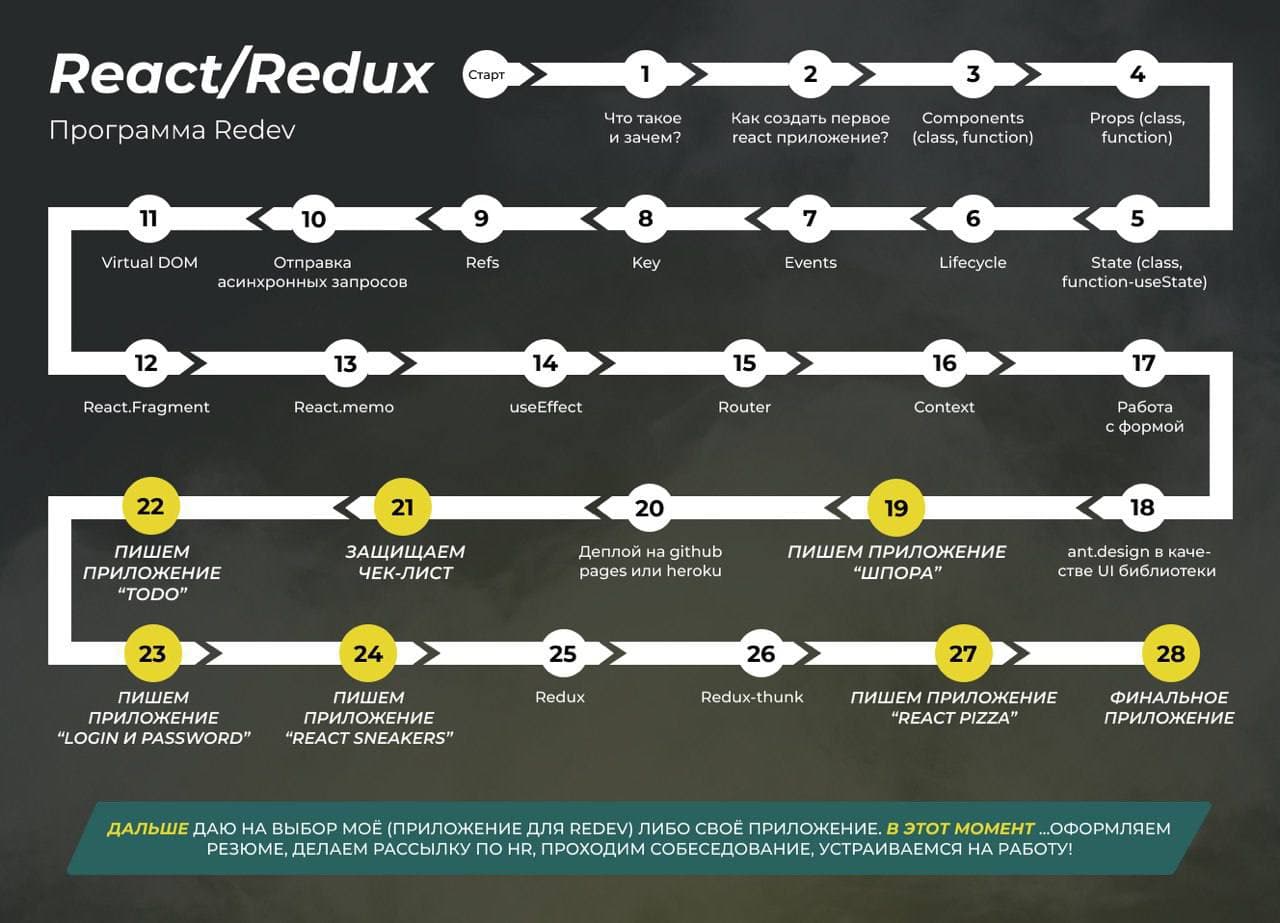 React/Redux
Программа Redev
Старт
1
Что такое
и зачем?
2
Как создать первое
react приложение?
3
Components
(class, function)
4
Props (class,
function)
5
State (class,
function-useState)
6
Lifecycle
7
Events
8
Key
9
Refs
10
Отправка
асинхронных запросов
11
Virtual DOM
12
React.Fragment
13
React.memo
14
useEffect
15
Router
16
Context
17
Работа
с формой
18
ant.design в каче-
стве UI библиотеки
19
ПИШЕМ ПРИЛОЖЕНИЕ
“ШПОРА”
20
Деплой на github
pages или heroku
21
ЗАЩИЩАЕМ
ЧЕК-ЛИСТ
22
ПИШЕМ
ПРИЛОЖЕНИЕ
“TODO”
23
ПИШЕМ
ПРИЛОЖЕНИЕ
“LOGIN И PASSWORD”
24
ПИШЕМ
ПРИЛОЖЕНИЕ
“REACT SNEAKERS”
25
Redux
26
Redux-thunk
27
ПИШЕМ ПРИЛОЖЕНИЕ
“REACT PIZZA”
28
ФИНАЛЬНОЕ
ПРИЛОЖЕНИЕ
ДАЛЬШЕ ДАЮ НА ВЫБОР МОЁ (ПРИЛОЖЕНИЕ ДЛЯ REDEV) ЛИБО СВОЁ ПРИЛОЖЕНИЕ. В ЭТОТ МОМЕНТ ...ОФОРМЛЯЕМ
РЕЗЮМЕ, ДЕЛАЕМ РАССЫЛКУ ПО HR, ПРОХОДИМ СОБЕСЕДОВАНИЕ, УСТРАИВАЕМСЯ НА РАБОТУ!